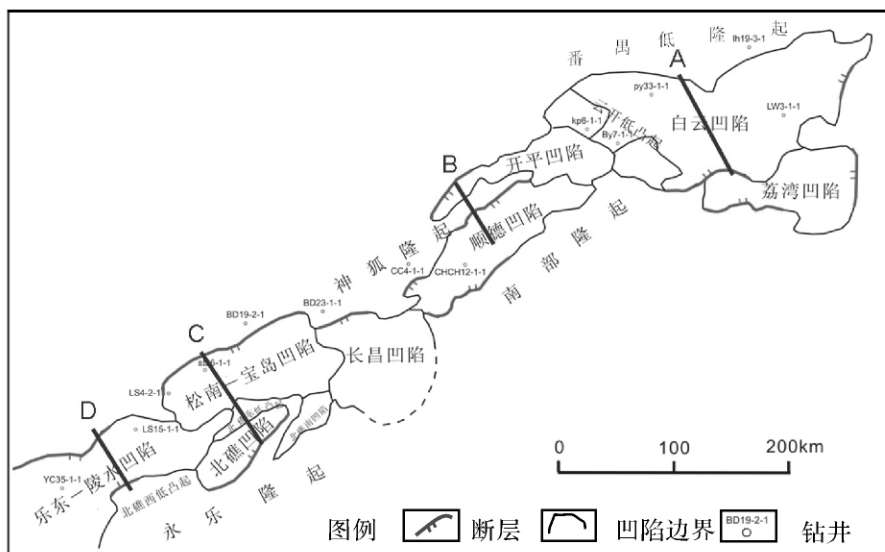 番禺低隆起
lh19-3-1
A
py33-1-1
LW3-1-1
云开低凸起
白云凹陷
kp6-1-1
By7-1-1
B
开平凹陷
荔湾凹陷
顺德凹陷
神狐隆起
南部隆起
CC4-1-1
CHCH12-1-1
BD23-1-1
BD19-2-1
C
长昌凹陷
松南－宝岛凹陷
LS4-2-1
D
LS15-1-1
北礁凹陷
北礁南凹陷
YC35-1-1
乐东－陵水凹陷
北礁西低凸起
永乐隆起
0 100 200km
图例 断层 凹陷边界 BD19-2-1 钻井